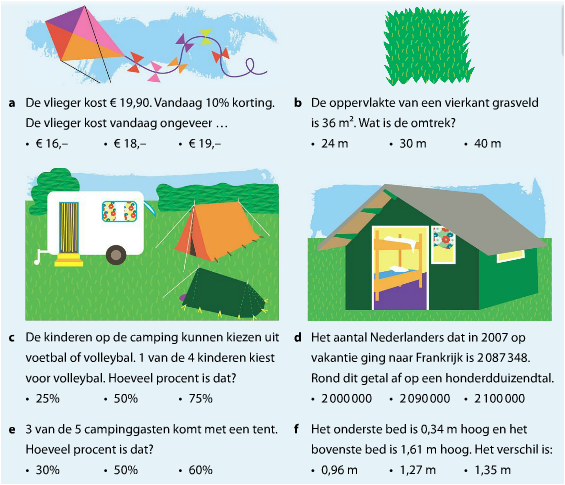 a De vlieger kost € 19,90. Vandaag 10% korting.
De vlieger kost vandaag ongeveer …
• € 16,– • € 18,– • € 19,–
b De oppervlakte van een vierkant grasveld
is 36 m². Wat is de omtrek?
• 24 m • 30 m • 40 m
c De kinderen op de camping kunnen kiezen uit
voetbal of volleybal. 1 van de 4 kinderen kiest
voor volleybal. Hoeveel procent is dat?
• 25% • 50% • 75%
d Het aantal Nederlanders dat in 2007 op
vakantie ging naar Frankrijk is 2 087 348.
Rond dit getal af op een honderdduizendtal.
• 2 000 000 • 2 090 000 • 2 100 000
e 3 van de 5 campinggasten komt met een tent.
Hoeveel procent is dat?
• 30% • 50% • 60%
f Het onderste bed is 0,34 m hoog en het
bovenste bed is 1,61 m hoog. Het verschil is:
• 0,96 m • 1,27 m • 1,35 m